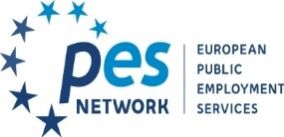 pes
NETWORK
EUROPEAN
PUBLIC
EMPLOYMENT
SERVICES